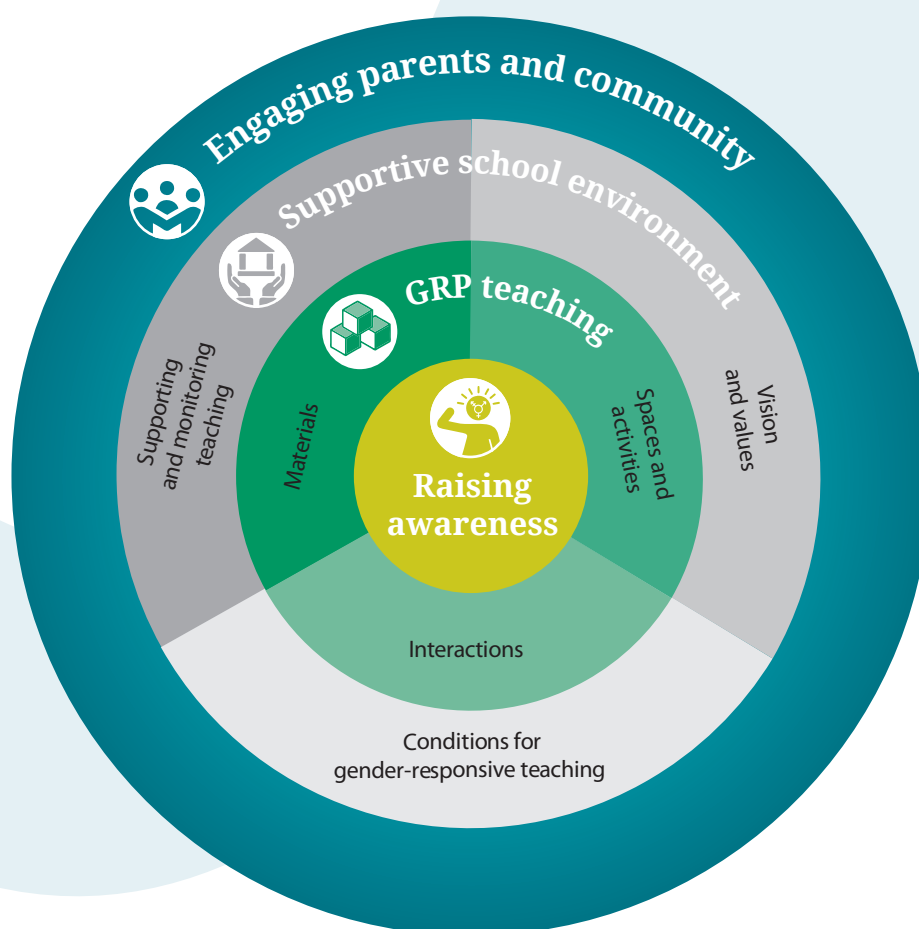 Engaging parents and community
Supportive school environment
GRP teaching
Supporting
and monitoring
teaching
Materials
Raising
awareness
Spaces and
activities
Vision
and values
Interactions
Conditions for
gender-responsive teaching